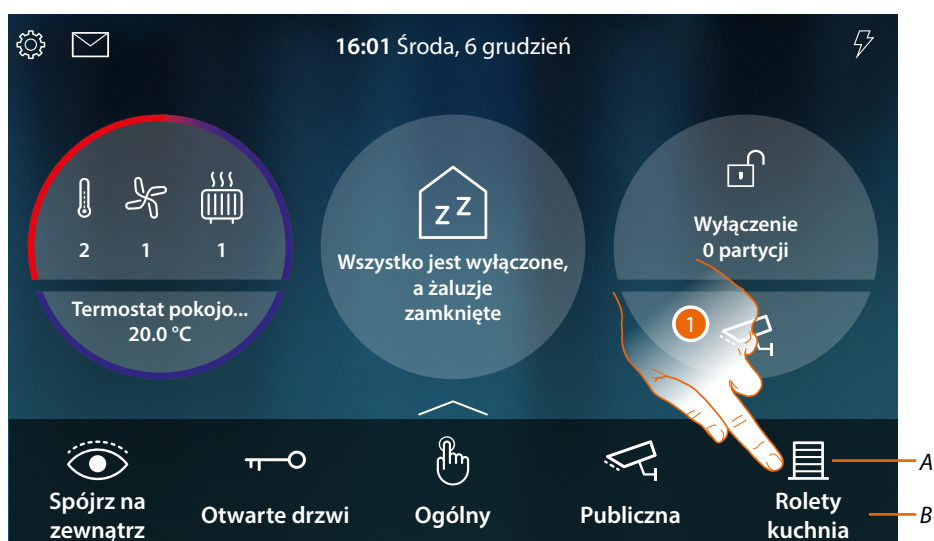 16:01 Środa, 6 grudzień
2 1 1
Termostat pokojo...
20.0 °C
zz
Wszystko jest wyłączone,
a żaluzje
zamknięte
Wyłączenie
0 partycji
1
Spójrz na
zewnątrz
Otwarte drzwi
Ogólny
Publiczna
Rolety
kuchnia
A
B